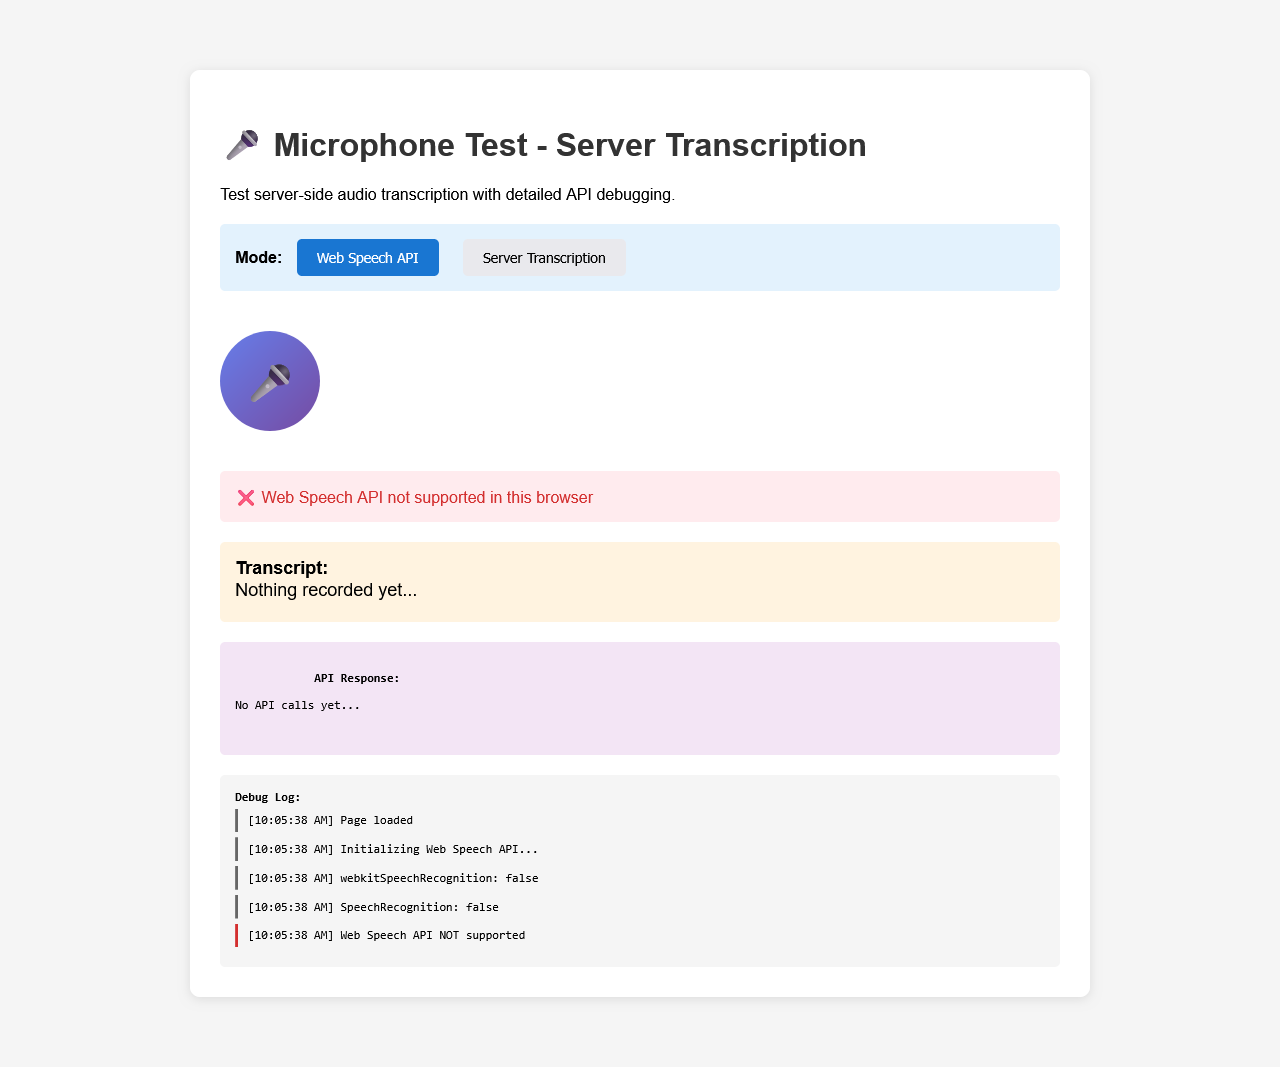 Microphone Test - Server Transcription
Test server-side audio transcription with detailed API debugging.
Mode: Web Speech API Server Transcription
Web Speech API not supported in this browser
Transcript:
Nothing recorded yet...
API Response:
No API calls yet...
Debug Log:
[10:05:38 AM] Page loaded
[10:05:38 AM] Initializing Web Speech API...
[10:05:38 AM] webkitSpeechRecognition: false
[10:05:38 AM] SpeechRecognition: false
[10:05:38 AM] Web Speech API NOT supported